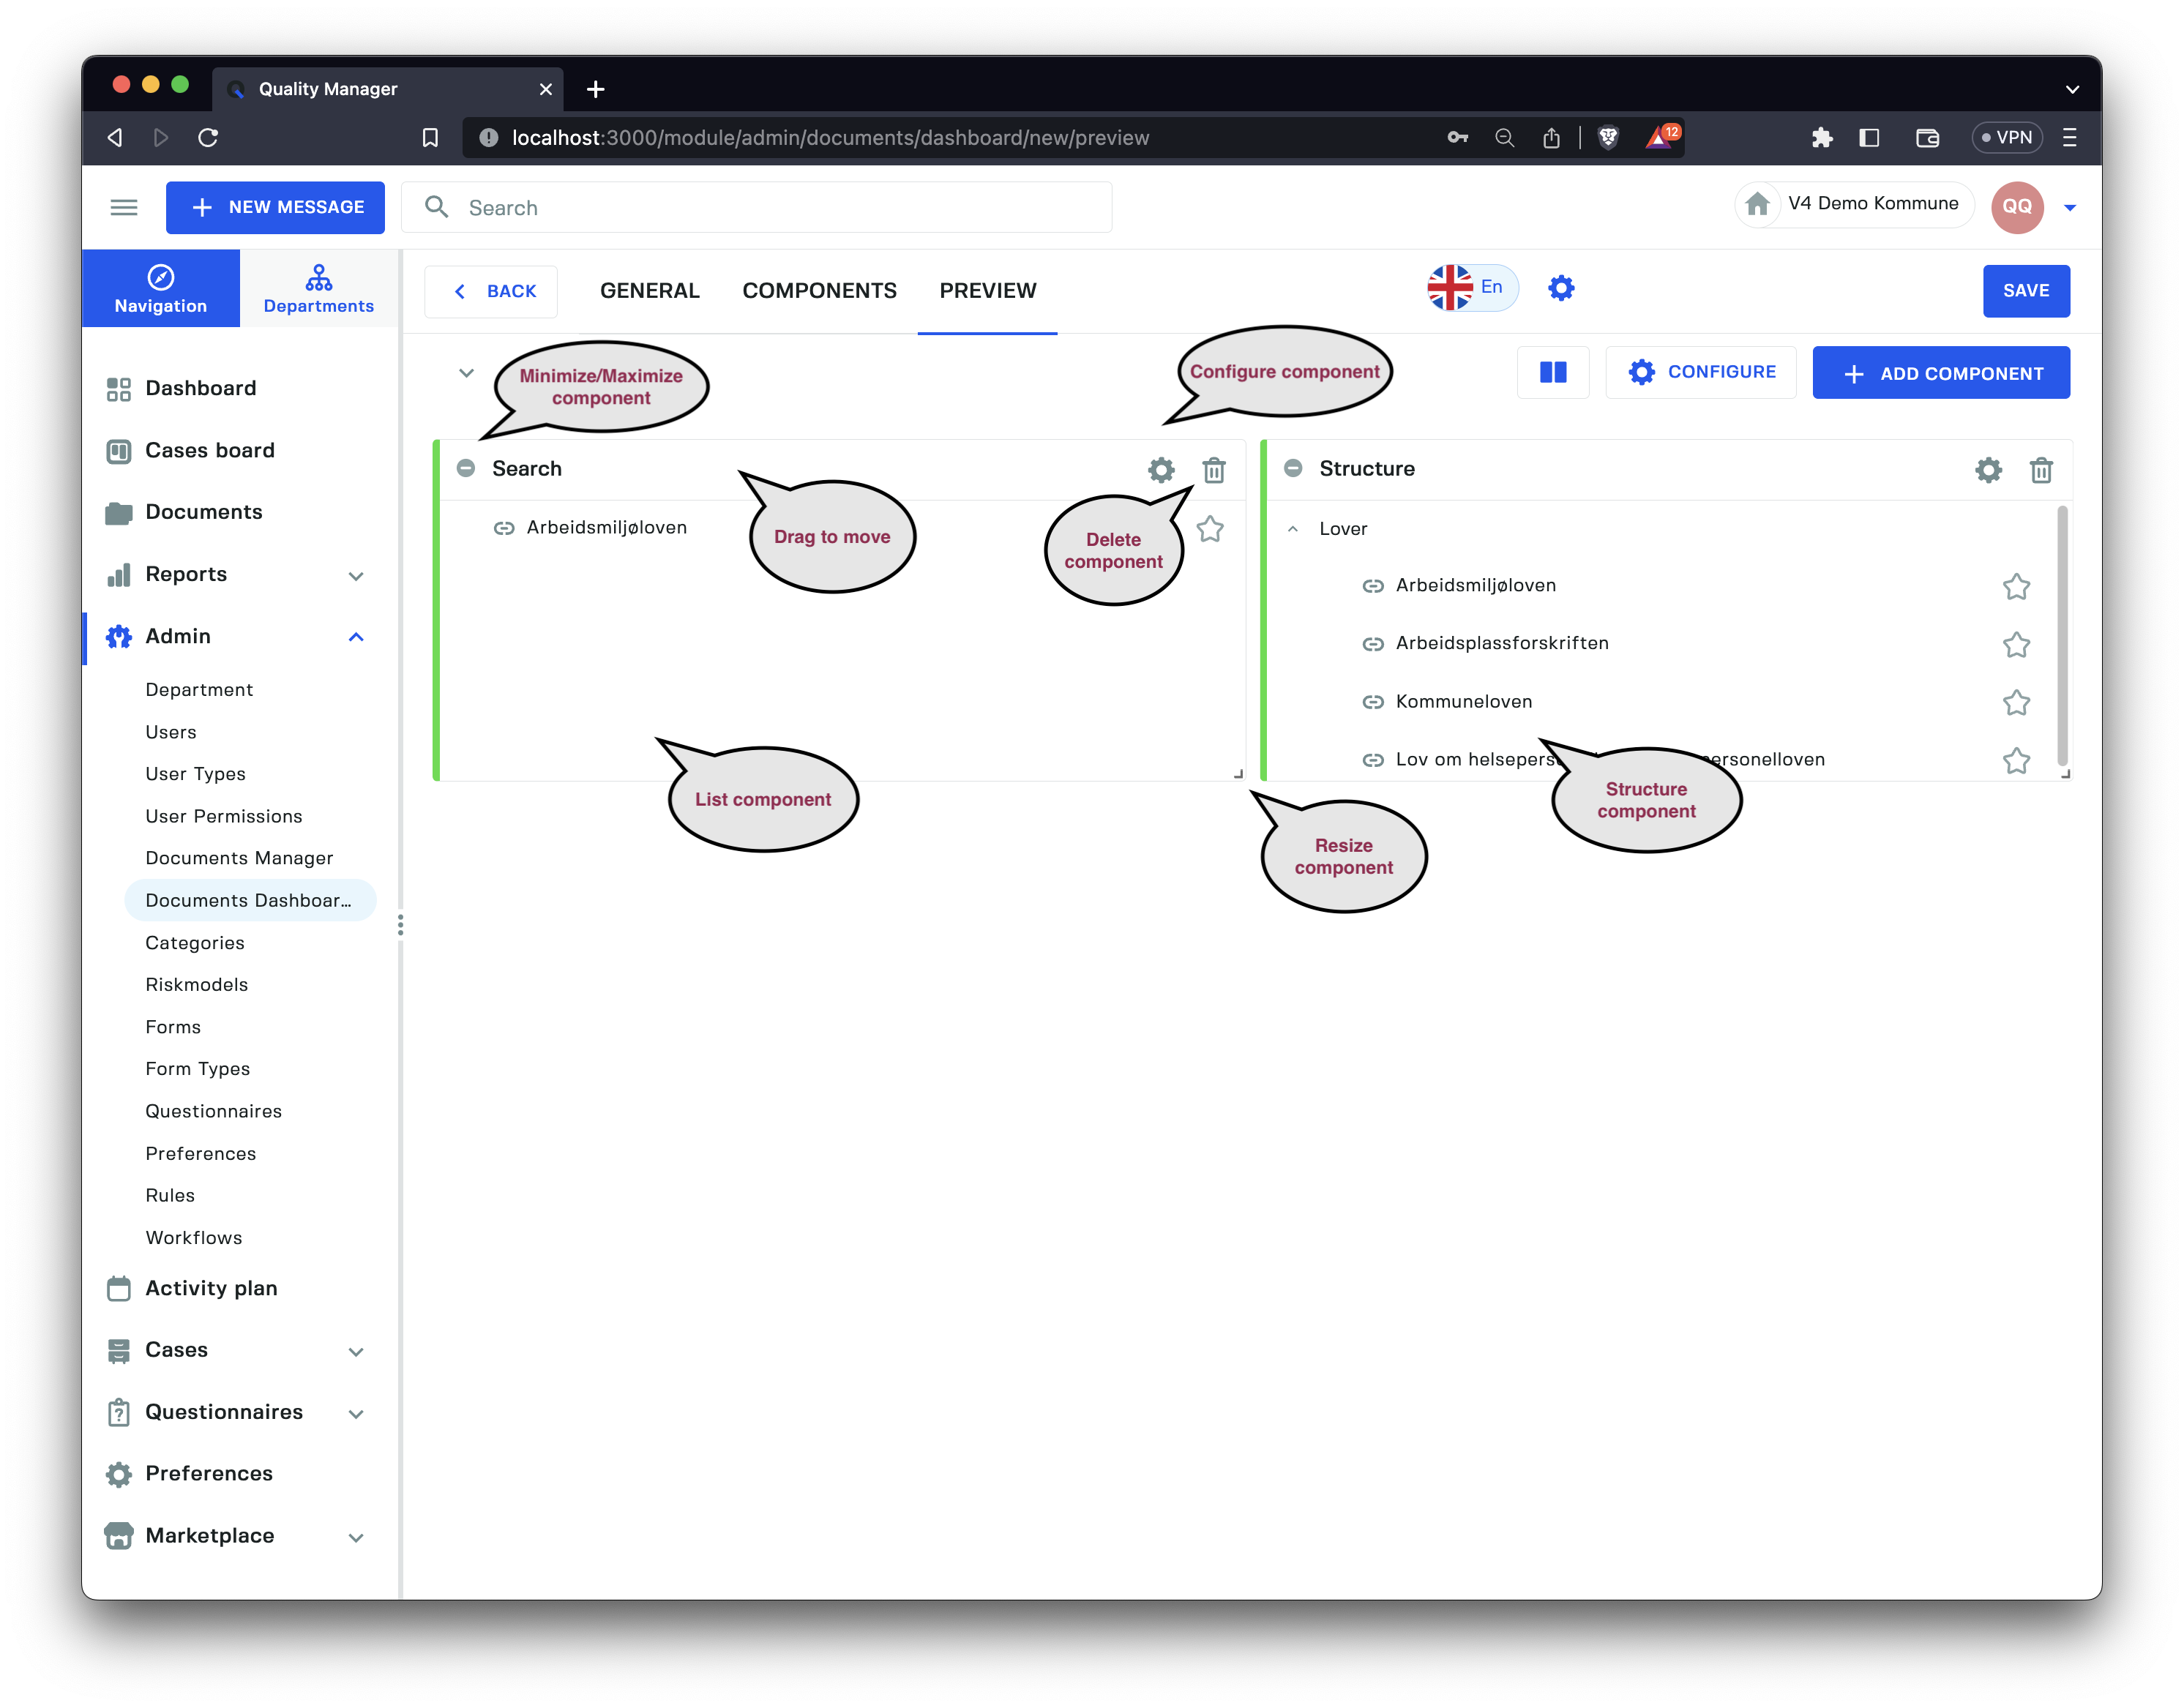 Quality Manager
localhost:3000/module/admin/documents/dashboard/new/preview
12
VPN
NEW MESSAGE
Search
V4 Demo Kommune
QQ
Navigation
Departments
BACK
GENERAL
COMPONENTS
PREVIEW
En
SAVE
Minimize/Maximize
component
Configure component
CONFIGURE
ADD COMPONENT
Dashboard
Cases board
Documents
Reports
Admin
Department
Users
User Types
User Permissions
Documents Manager
Documents Dashboar...
Categories
Riskmodels
Forms
Form Types
Questionnaires
Preferences
Rules
Workflows
Activity plan
Cases
Questionnaires
Preferences
Marketplace
Search
Arbeidsmiljøloven
Drag to move
Delete
component
List component
Resize
component
Structure
Lover
Arbeidsmiljøloven
Arbeidsplassforskriften
Kommuneloven
Lov om
Structure
component